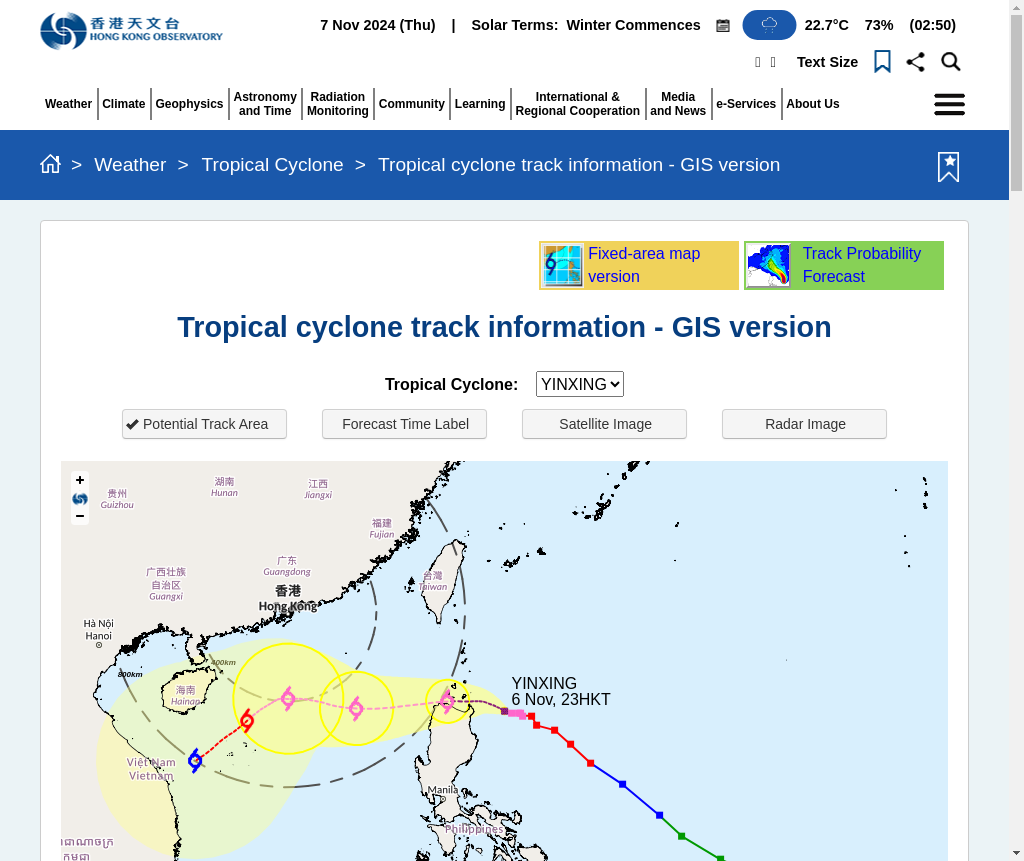 香港天文台
HONG KONG OBSERVATORY
7 Nov 2024 (Thu) | Solar Terms: Winter Commences 22.7°C 73% (02:50)
Text Size
Weather Climate Geophysics Astronomy and Time Radiation Monitoring Community Learning International & Regional Cooperation Media and News e-Services About Us
> Weather > Tropical Cyclone > Tropical cyclone track information - GIS version
Fixed-area map version
Track Probability Forecast
Tropical cyclone track information - GIS version
Tropical Cyclone: YINXING
Potential Track Area Forecast Time Label Satellite Image Radar Image
+
−
贵州
Guizhou
湖南
Hunan
江西
Jiangxi
福建
Fujian
台灣
Taiwan
广西壮族
自治区
Guangxi
广东
Guangdong
香港
Hong Kong
Hà Nội
Hanoi
400km
800km
海南
Hainan
YINXING
6 Nov, 23HKT
Việt Nam
Vietnam
Manila
Philippines